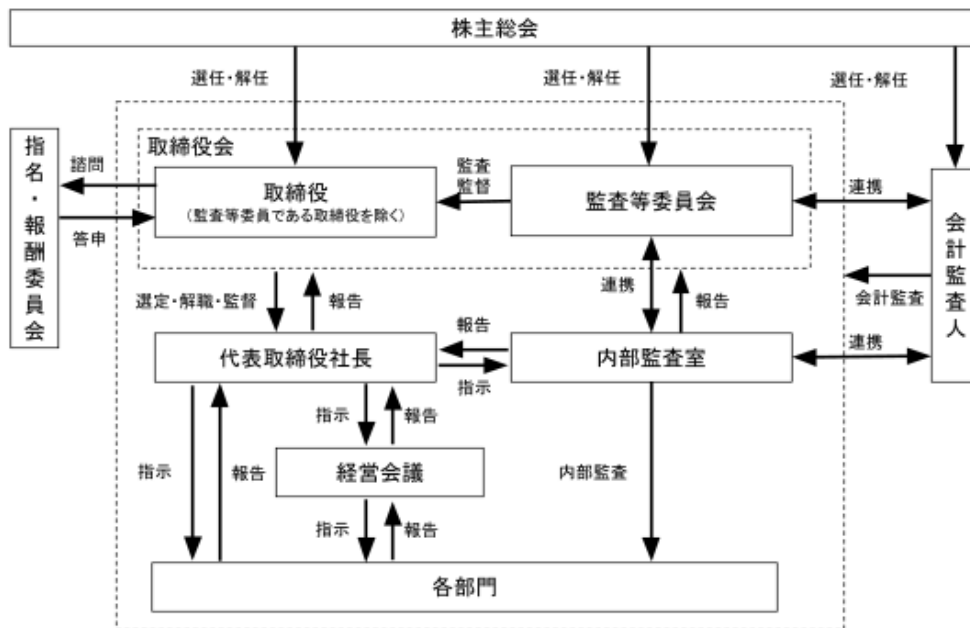 株主総会
選任・解任
選任・解任
選任・解任
取締役会
指名・報酬委員会
諮問
答申
取締役
(監査等委員である取締役を除く)
監査
監督
監査等委員会
連携
会計監査人
会計監査
選定・解職・監督
報告
連携
報告
代表取締役社長
報告
指示
内部監査室
連携
指示
報告
経営会議
指示
報告
内部監査
指示
報告
各部門